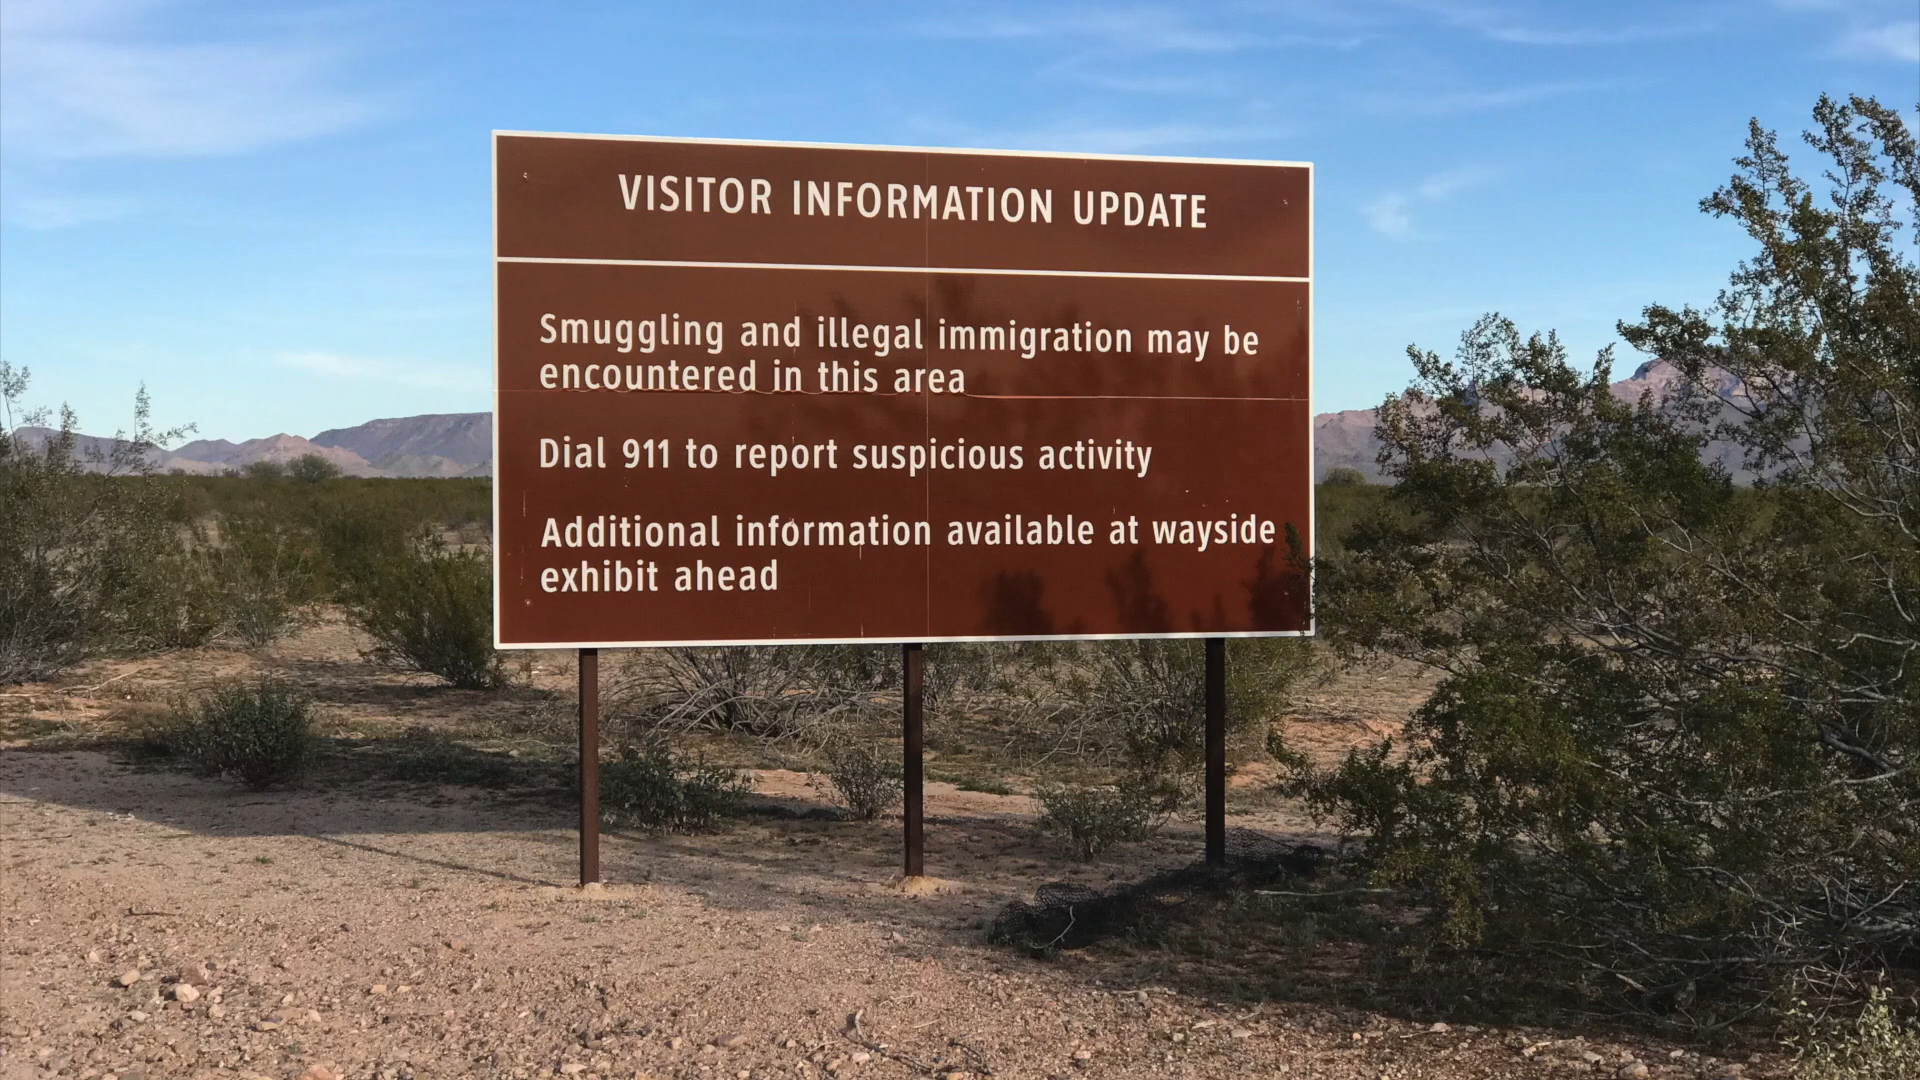 VISITOR INFORMATION UPDATE
Smuggling and illegal immigration may be
encountered in this area
Dial 911 to report suspicious activity
Additional information available at wayside
exhibit ahead